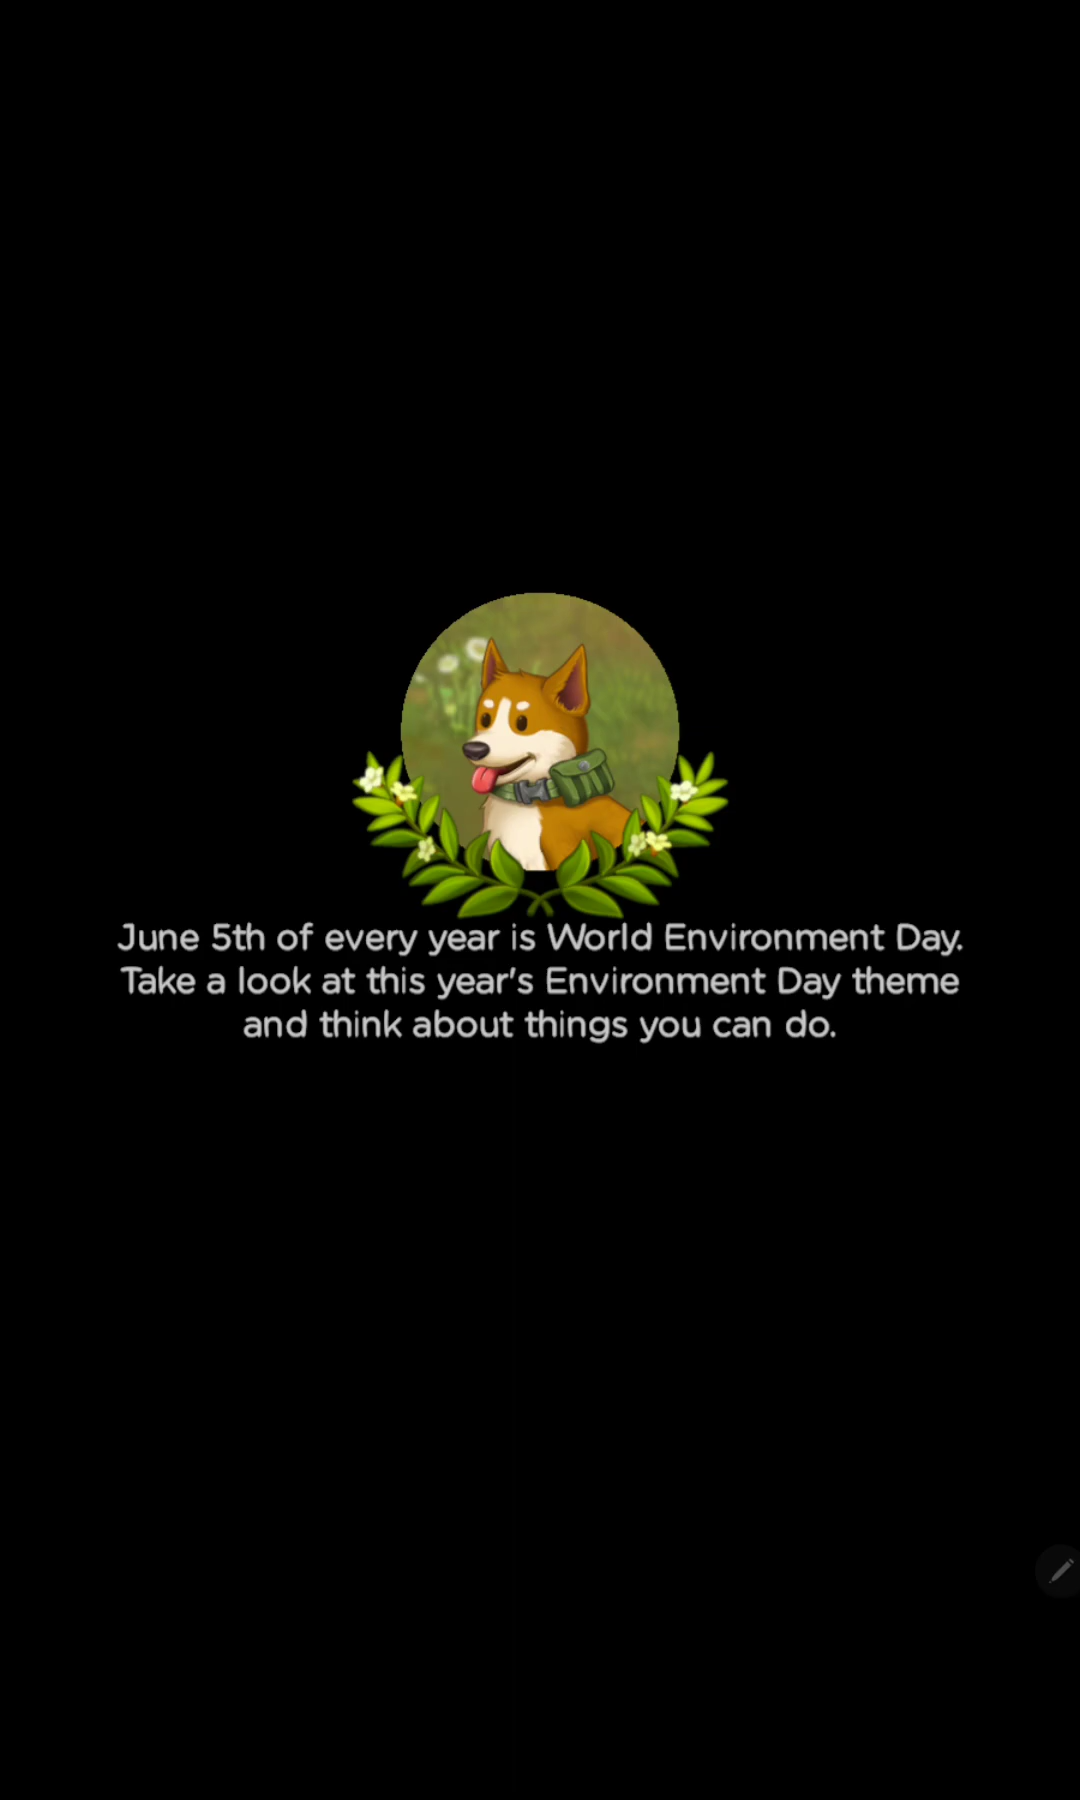 June 5th of every year is World Environment Day.
Take a look at this year's Environment Day theme
and think about things you can do.